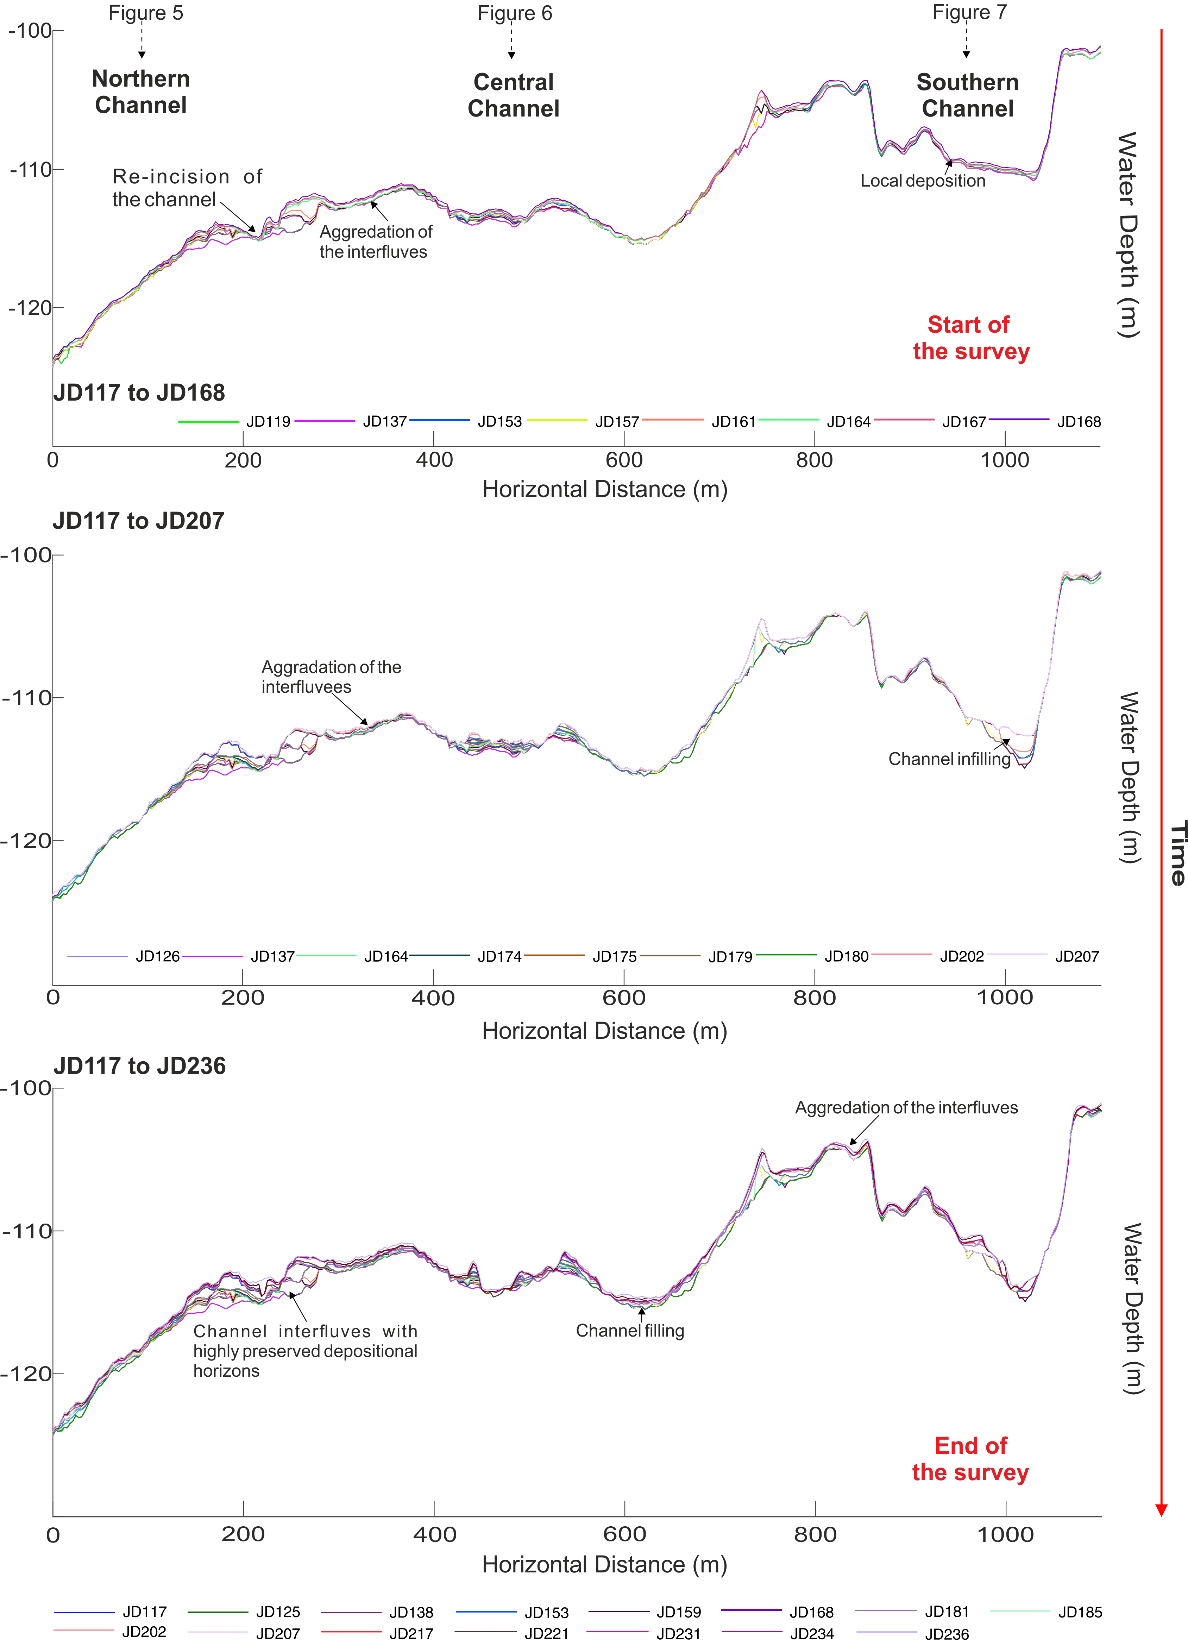 Figure 5
Figure 6
Figure 7
-100
Northern
Channel
Central
Channel
Southern
Channel
Water Depth (m)
-110
Re-incision of
the channel
Aggredation of
the interfluves
Local deposition
-120
Start of
the survey
JD117 to JD168
JD119 JD137 JD153 JD157 JD161 JD164 JD167 JD168
0 200 400 600 800 1000
Horizontal Distance (m)
JD117 to JD207
-100
Aggradation of the
interfluvees
-110
Water Depth (m)
Channel infilling
-120
Time
JD126 JD137 JD164 JD174 JD175 JD179 JD180 JD202 JD207
0 200 400 600 800 1000
Horizontal Distance (m)
JD117 to JD236
-100
Aggredation of the interfluves
-110
Water Depth (m)
Channel interfluves with
highly preserved depositional
horizons
Channel filling
-120
End of
the survey
0 200 400 600 800 1000
Horizontal Distance (m)
JD117 JD125 JD138 JD153 JD159 JD168 JD181 JD185
JD202 JD207 JD217 JD221 JD231 JD234 JD236